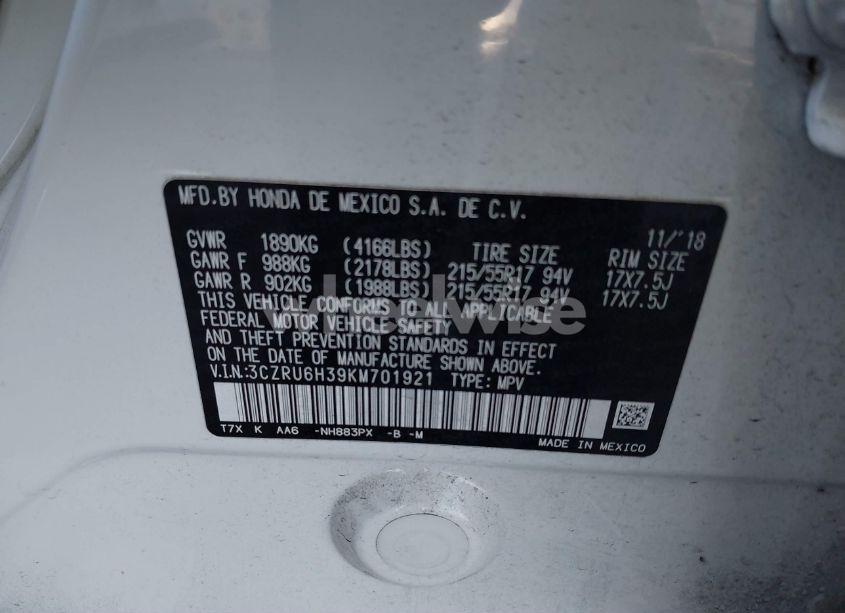 MFD.BY HONDA DE MEXICO S.A. DE C.V.
11/'18
GVWR 1890KG (4166LBS) TIRE SIZE RIM SIZE
GAWR F 988KG (2178LBS) 215/55R17 94V 17X7.5J
GAWR R 902KG (1988LBS) 215/55R17 94V 17X7.5J
THIS VEHICLE CONFORMS TO ALL APPLICABLE
FEDERAL MOTOR VEHICLE SAFETY
AND THEFT PREVENTION STANDARDS IN EFFECT
ON THE DATE OF MANUFACTURE SHOWN ABOVE.
V.I.N.:3CZRU6H39KM701921 TYPE: MPV
T7X K AA6 -NH883PX -B -M MADE IN MEXICO
wheelwise